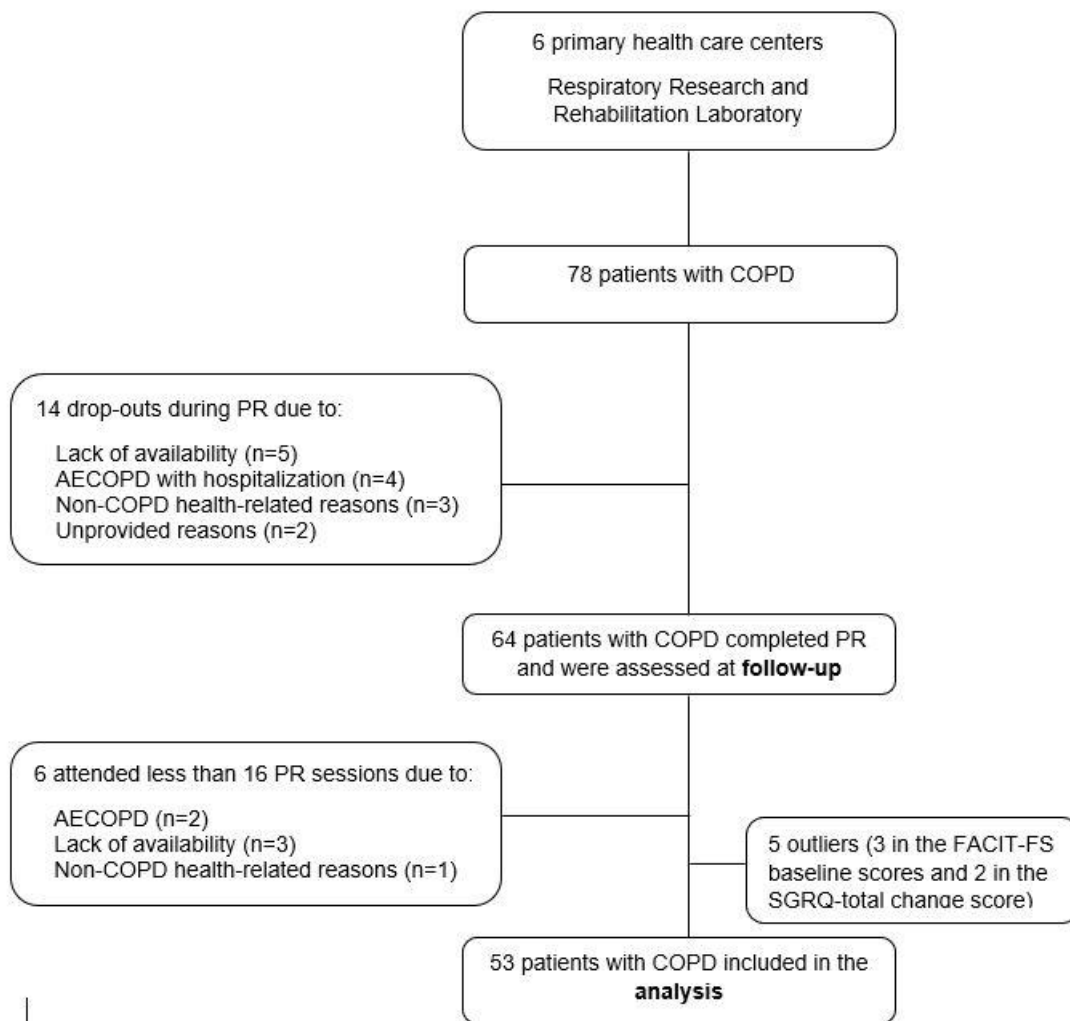 6 primary health care centers
Respiratory Research and
Rehabilitation Laboratory
78 patients with COPD
14 drop-outs during PR due to:
Lack of availability (n=5)
AECOPD with hospitalization (n=4)
Non-COPD health-related reasons (n=3)
Unprovided reasons (n=2)
64 patients with COPD completed PR
and were assessed at follow-up
6 attended less than 16 PR sessions due to:
AECOPD (n=2)
Lack of availability (n=3)
Non-COPD health-related reasons (n=1)
5 outliers (3 in the FACIT-FS
baseline scores and 2 in the
SGRQ-total change score)
53 patients with COPD included in the
analysis